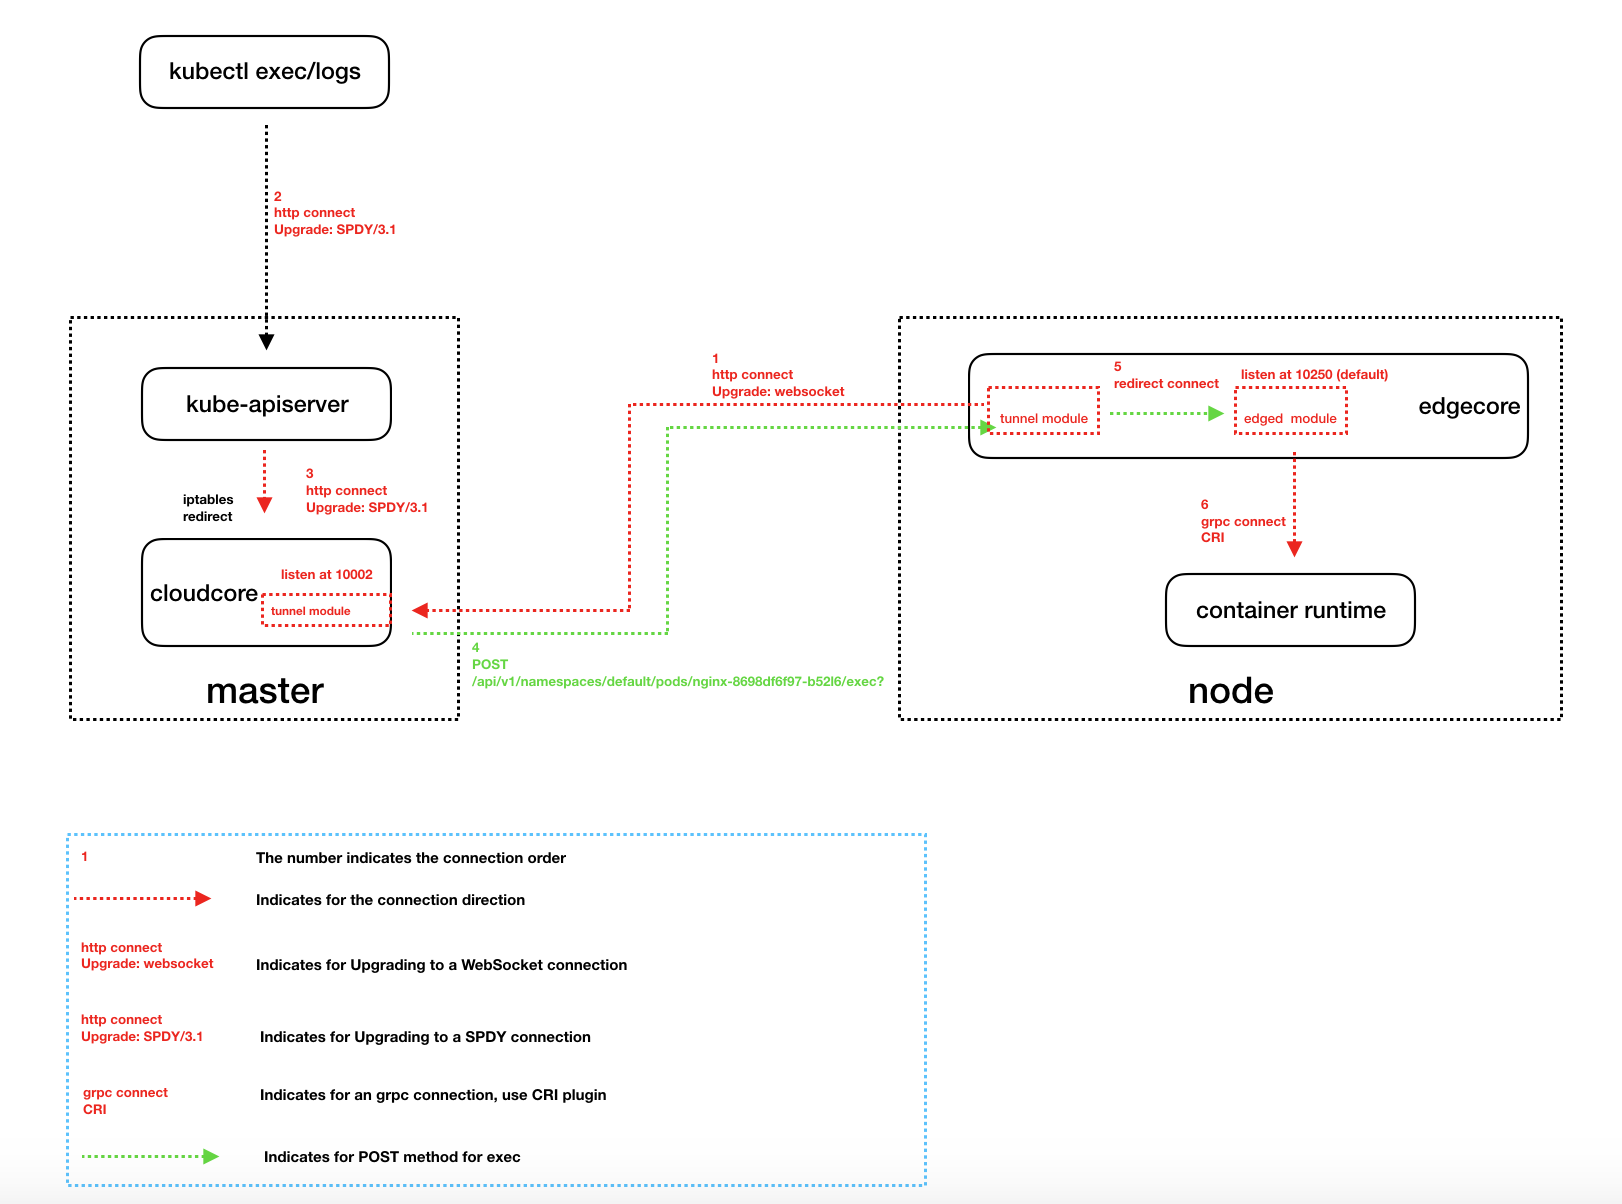 kubectl exec/logs
2
http connect
Upgrade: SPDY/3.1
kube-apiserver
iptables
redirect
3
http connect
Upgrade: SPDY/3.1
cloudcore
listen at 10002
tunnel module
master
1
http connect
Upgrade: websocket
4
POST
/api/v1/namespaces/default/pods/nginx-8698df6f97-b52l6/exec?
tunnel module
5
redirect connect
listen at 10250 (default)
edged module
edgecore
6
grpc connect
CRI
container runtime
node
1
The number indicates the connection order
Indicates for the connection direction
http connect
Upgrade: websocket
Indicates for Upgrading to a WebSocket connection
http connect
Upgrade: SPDY/3.1
Indicates for Upgrading to a SPDY connection
grpc connect
CRI
Indicates for an grpc connection, use CRI plugin
Indicates for POST method for exec